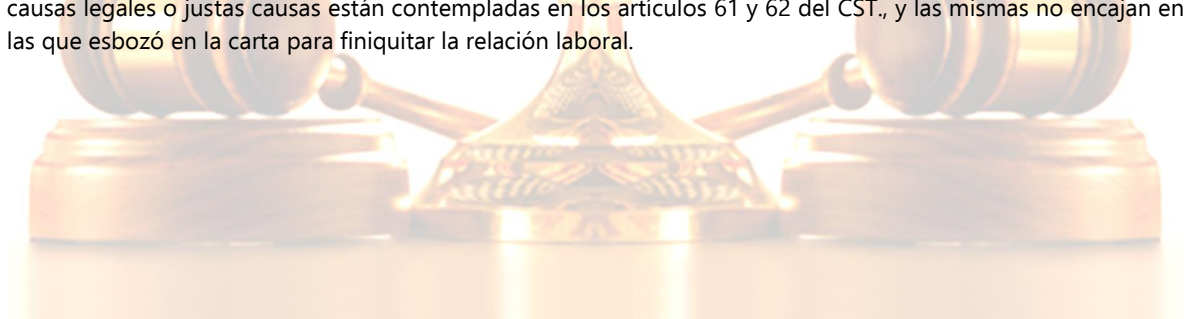 causas legales o justas causas están contempladas en los artículos 61 y 62 del CST., y las mismas no encajan en
las que esbozó en la carta para finiquitar la relación laboral.